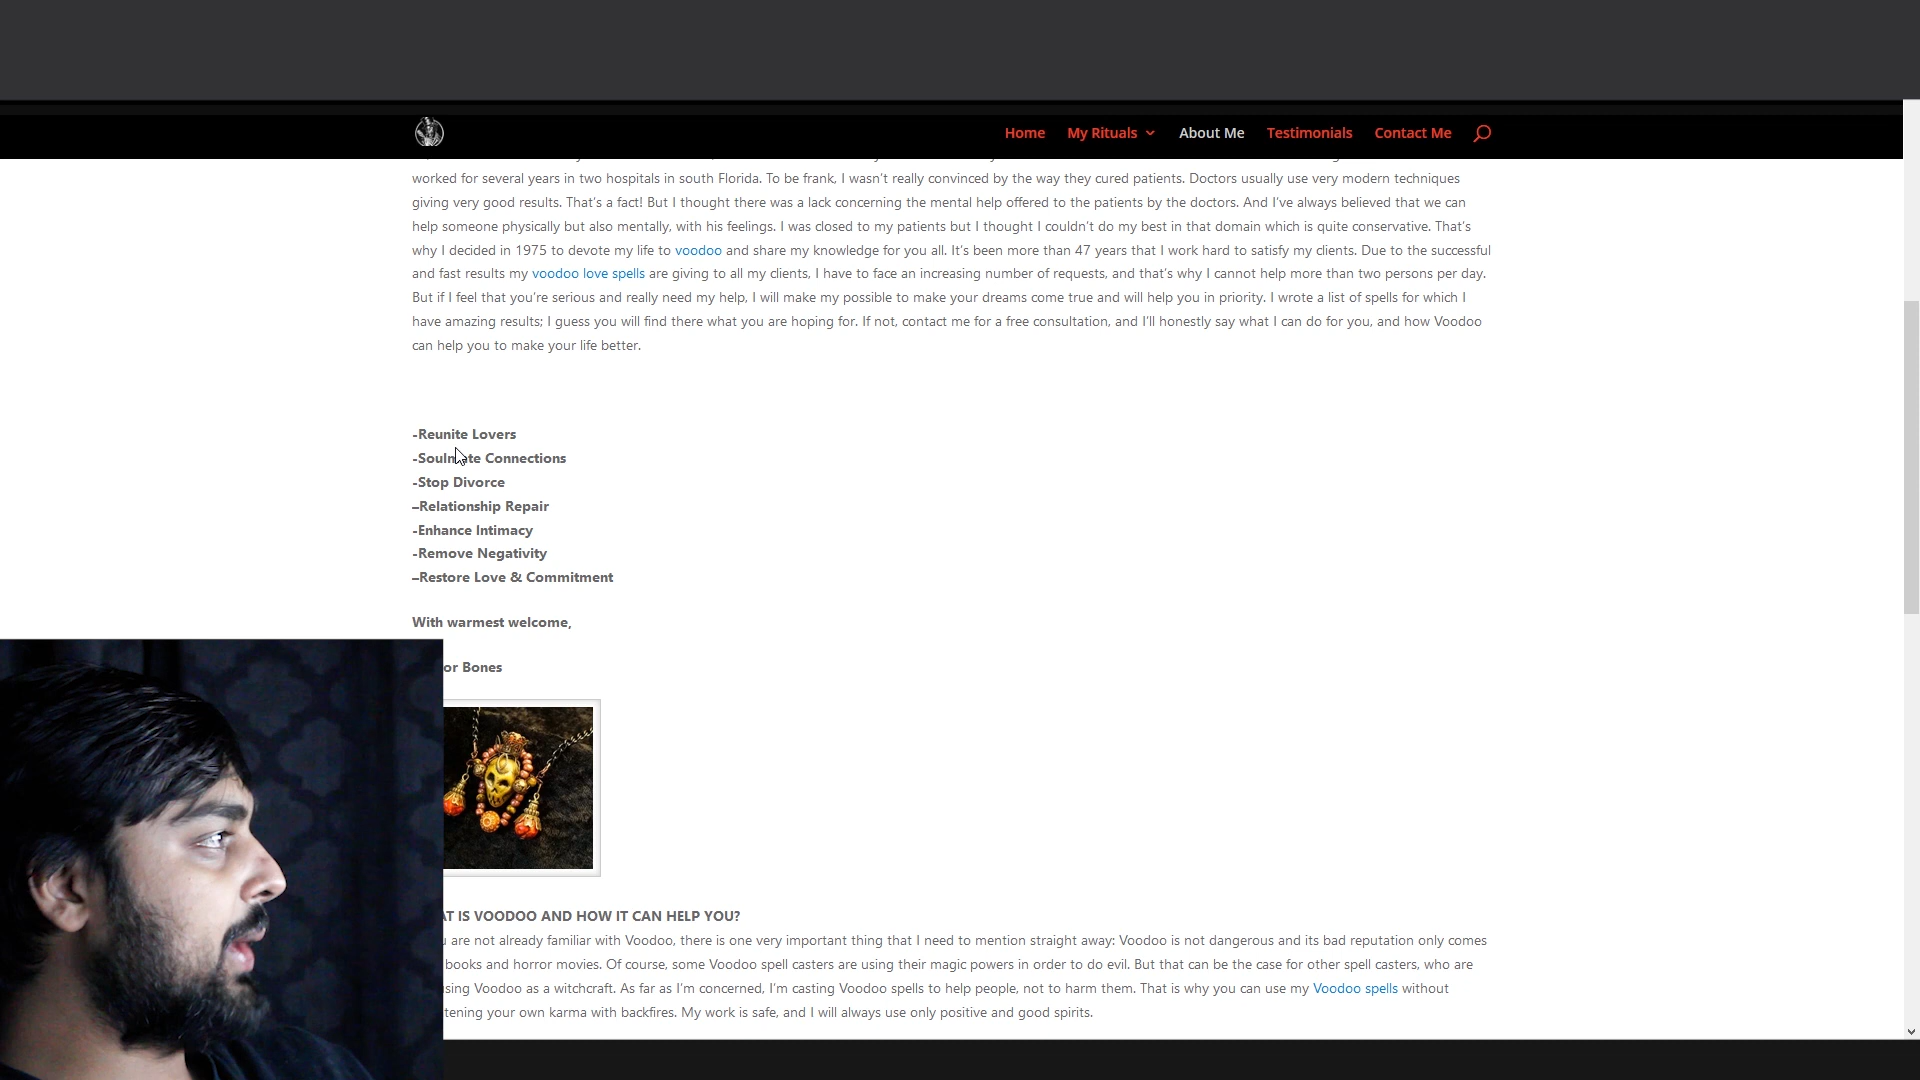 Home My Rituals About Me Testimonials Contact Me
worked for several years in two hospitals in south Florida. To be frank, I wasn't really convinced by the way they cured patients. Doctors usually use very modern techniques
giving very good results. That's a fact! But I thought there was a lack concerning the mental help offered to the patients by the doctors. And I've always believed that we can
help someone physically but also mentally, with his feelings. I was closed to my patients but I thought I couldn't do my best in that domain which is quite conservative. That's
why I decided in 1975 to devote my life to voodoo and share my knowledge for you all. It's been more than 47 years that I work hard to satisfy my clients. Due to the successful
and fast results my voodoo love spells are giving to all my clients, I have to face an increasing number of requests, and that's why I cannot help more than two persons per day.
But if I feel that you're serious and really need my help, I will make my possible to make your dreams come true and will help you in priority. I wrote a list of spells for which I
have amazing results; I guess you will find there what you are hoping for. If not, contact me for a free consultation, and I'll honestly say what I can do for you, and how Voodoo
can help you to make your life better.
-Reunite Lovers
-Soulmate Connections
-Stop Divorce
–Relationship Repair
-Enhance Intimacy
-Remove Negativity
–Restore Love & Commitment
With warmest welcome,
or Bones
AT IS VOODOO AND HOW IT CAN HELP YOU?
are not already familiar with Voodoo, there is one very important thing that I need to mention straight away: Voodoo is not dangerous and its bad reputation only comes
books and horror movies. Of course, some Voodoo spell casters are using their magic powers in order to do evil. But that can be the case for other spell casters, who are
sing Voodoo as a witchcraft. As far as I'm concerned, I'm casting Voodoo spells to help people, not to harm them. That is why you can use my Voodoo spells without
tening your own karma with backfires. My work is safe, and I will always use only positive and good spirits.